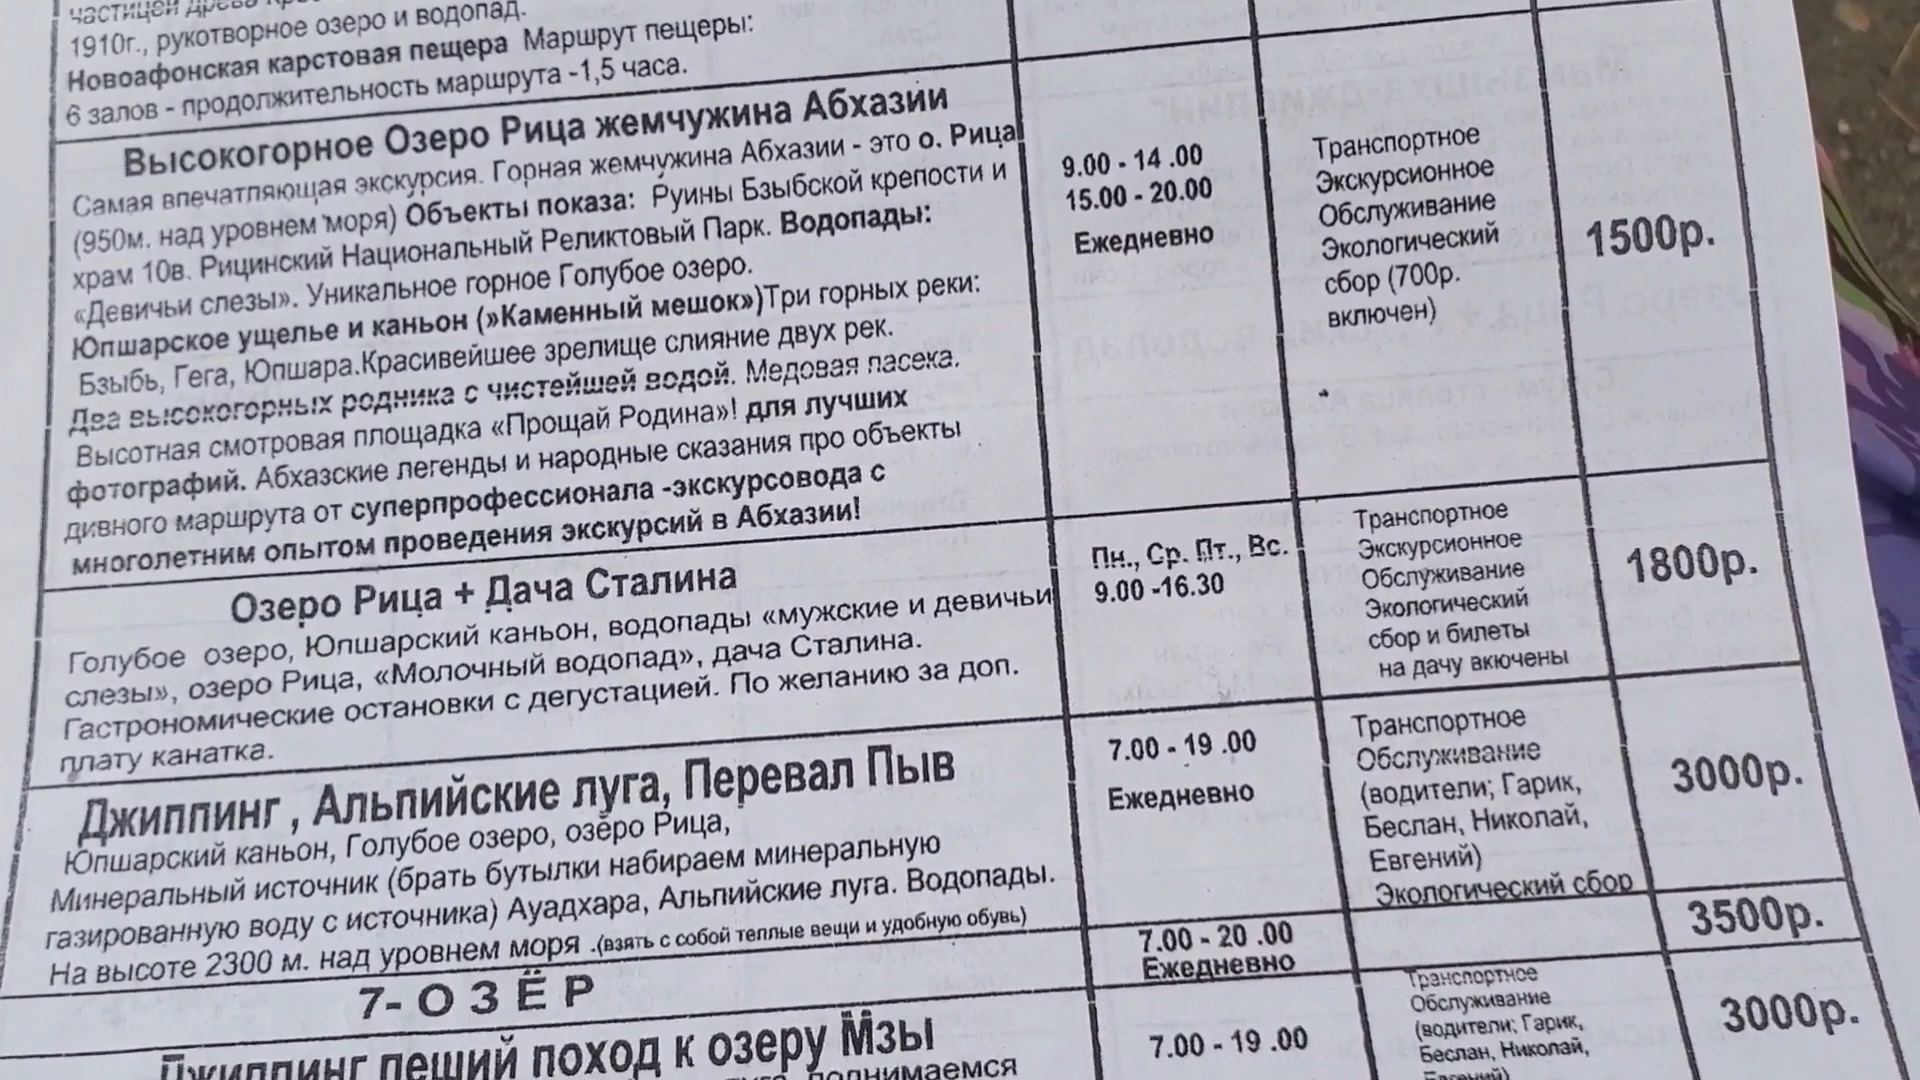 1910г., рукотворное озеро и водопад.
Новоафонская карстовая пещера Маршрут пещеры:
6 залов - продолжительность маршрута -1,5 часа.
Высокогорное Озеро Рица жемчужина Абхазии
Самая впечатляющая экскурсия. Горная жемчужина Абхазии - это о. Рица
(950м. над уровнем моря) Объекты показа: Руины Бзыбской крепости и
храм 10в. Рицинский Национальный Реликтовый Парк. Водопады:
«Девичьи слезы». Уникальное горное Голубое озеро.
Юпшарское ущелье и каньон (»Каменный мешок»)Три горных реки:
Бзыбь, Гега, Юпшара.Красивейшее зрелище слияние двух рек.
Два высокогорных родника с чистейшей водой. Медовая пасека.
Высотная смотровая площадка «Прощай Родина»! для лучших
фотографий. Абхазские легенды и народные сказания про объекты
дивного маршрута от суперпрофессионала -экскурсовода с
многолетним опытом проведения экскурсий в Абхазии!
9.00 - 14 .00
15.00 - 20.00
Ежедневно
Транспортное
Экскурсионное
Обслуживание
Экологический
сбор (700р.
включен)
1500р.
Озеро Рица + Дача Сталина
Голубое озеро, Юпшарский каньон, водопады «мужские и девичьи
слезы», озеро Рица, «Молочный водопад», дача Сталина.
Гастрономические остановки с дегустацией. По желанию за доп.
плату канатка.
Пн., Ср. Пт., Вс.
9.00 -16.30
Транспортное
Экскурсионное
Обслуживание
Экологический
сбор и билеты
на дачу вкючены
1800р.
Джиппинг , Альпийские луга, Перевал Пыв
Юпшарский каньон, Голубое озеро, озёро Рица,
Минеральный источник (брать бутылки набираем минеральную
газированную воду с источника) Ауадхара, Альпийские луга. Водопады.
На высоте 2300 м. над уровнем моря .(взять с собой теплые вещи и удобную обувь)
7.00 - 19 .00
Ежедневно
Транспортное
Обслуживание
(водители; Гарик,
Беслан, Николай,
Евгений)
Экологический сбор
3000р.
7- О З Ё Р
7.00 - 20 .00
Ежедневно
3500р.
Джиппинг пеший поход к озеру Мзы
поднимаемся
7.00 - 19 .00
Транспортное
Обслуживание
(водители; Гарик,
Беслан, Николай,
Евгений)
3000р.